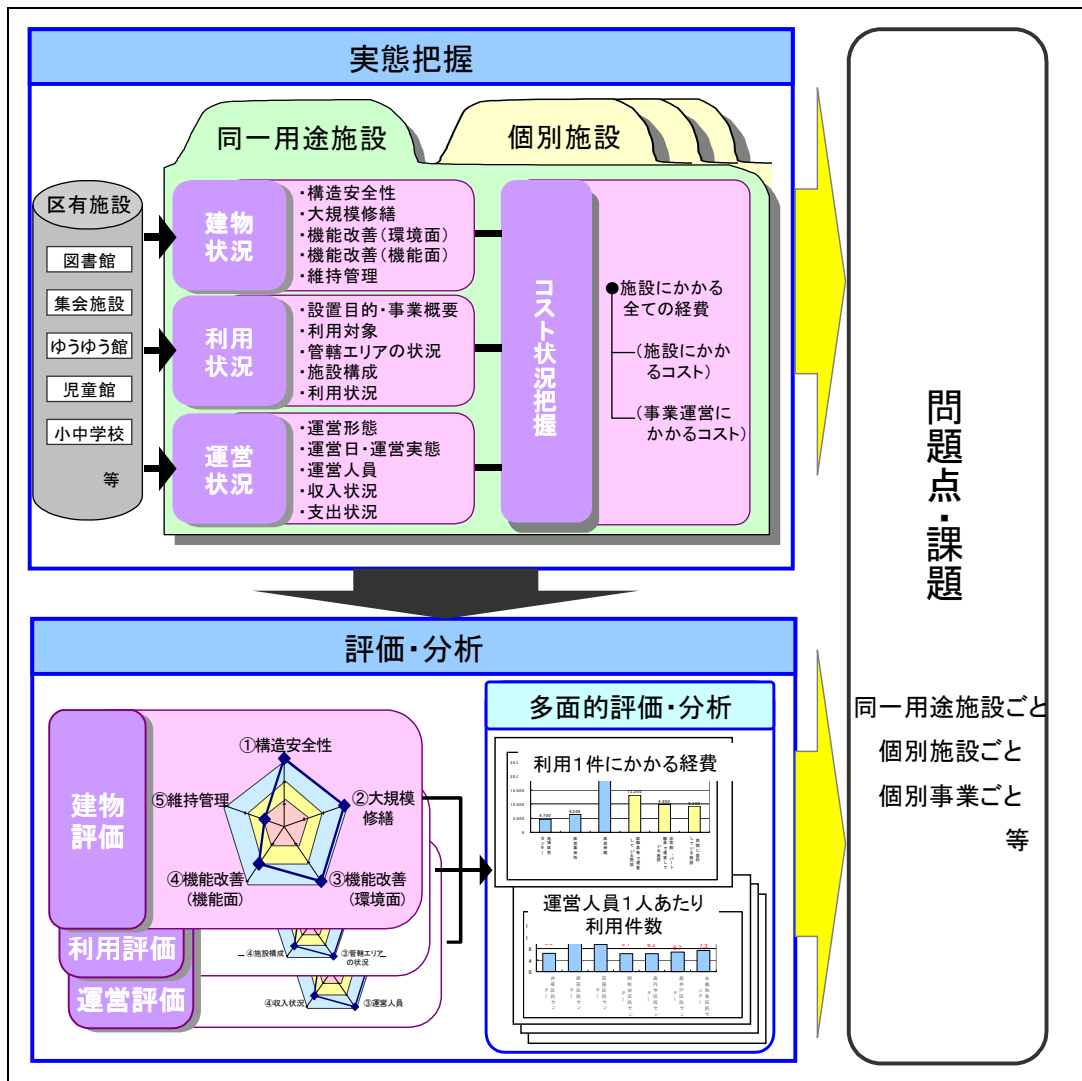 実態把握
同一用途施設
個別施設
区有施設
図書館
集会施設
ゆうゆう館
児童館
小中学校
等
建物
状況
・構造安全性
・大規模修繕
・機能改善(環境面)
・機能改善(機能面)
・維持管理
利用
状況
・設置目的・事業概要
・利用対象
・管轄エリアの状況
・施設構成
・利用状況
運営
状況
・運営形態
・運営日・運営実態
・運営人員
・収入状況
・支出状況
コスト状況把握
●施設にかかる
全ての経費
(施設にかか
るコスト)
(事業運営に
かかるコスト)
評価・分析
建物
評価
①構造安全性
②大規模
修繕
③機能改善
(環境面)
④機能改善
(機能面)
⑤維持管理
利用評価
④施設構成
③管轄エリア
の状況
運営評価
④収入状況
③運営人員
多面的評価・分析
利用1件にかかる経費
運営人員1人あたり
利用件数
問題点・課題
同一用途施設ごと
個別施設ごと
個別事業ごと
等